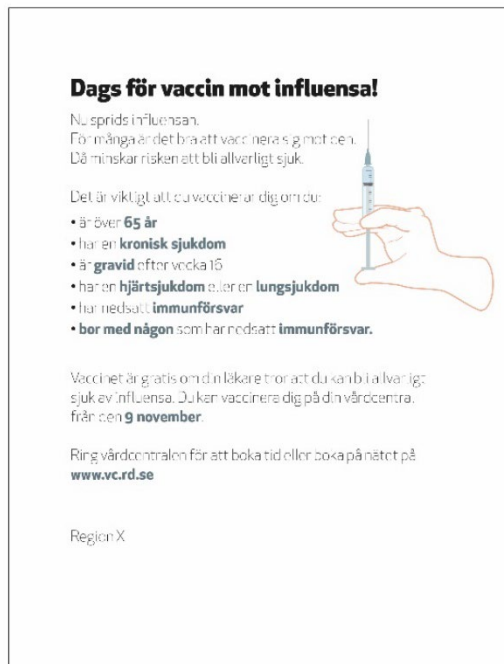 Dags för vaccin mot influensa!
Nu sprids influensan.
För många är det bra att vaccinera sig mot den.
Då minskar risken att bli allvarligt sjuk.
Det är viktigt att du vaccinerar dig om du:
• är över 65 år
• har en kronisk sjukdom
• är gravid efter vecka 16
• har en hjärtsjukdom eller en lungsjukdom
• har nedsatt immunförsvar
• bor med någon som har nedsatt immunförsvar.
Vaccinet är gratis om din läkare tror att du kan bli allvarligt
sjuk av influensa. Du kan vaccinera dig på din vårdcentral
från den 9 november.
Ring vårdcentralen för att boka tid eller boka på nätet på
www.vc.rd.se
Region X